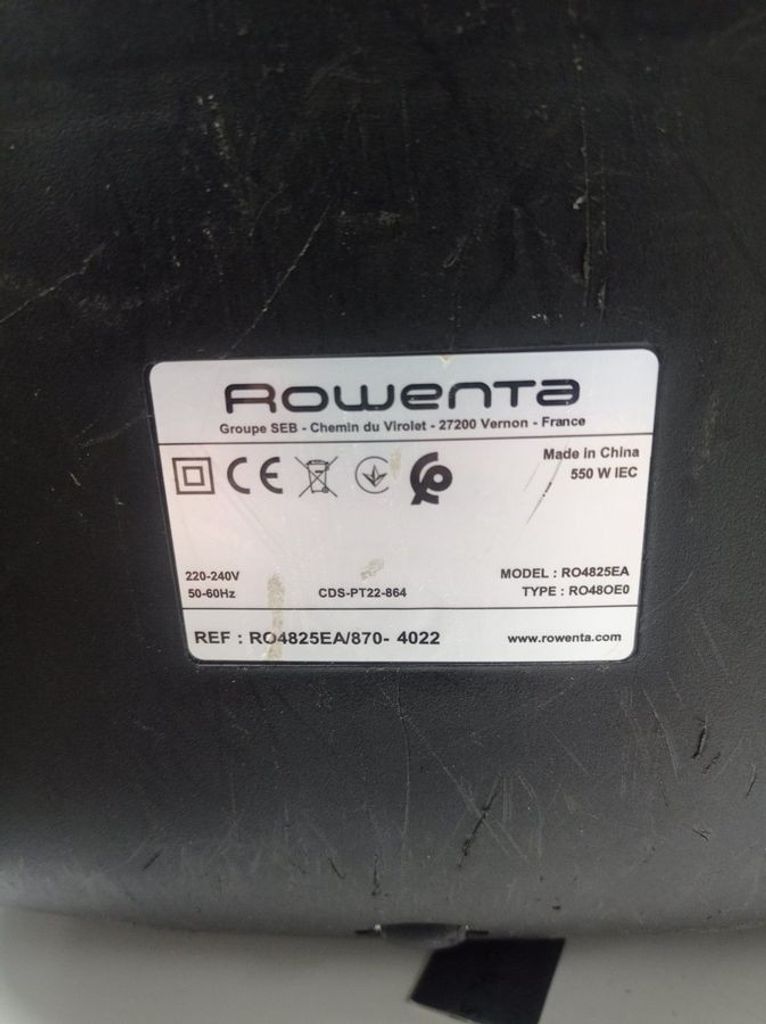 Rowenta
Groupe SEB - Chemin du Virolet - 27200 Vernon - France
CE
Made in China
550 W IEC
220-240V
50-60Hz
CDS-PT22-864
MODEL : RO4825EA
TYPE : RO48OE0
REF : RO4825EA/870- 4022
www.rowenta.com